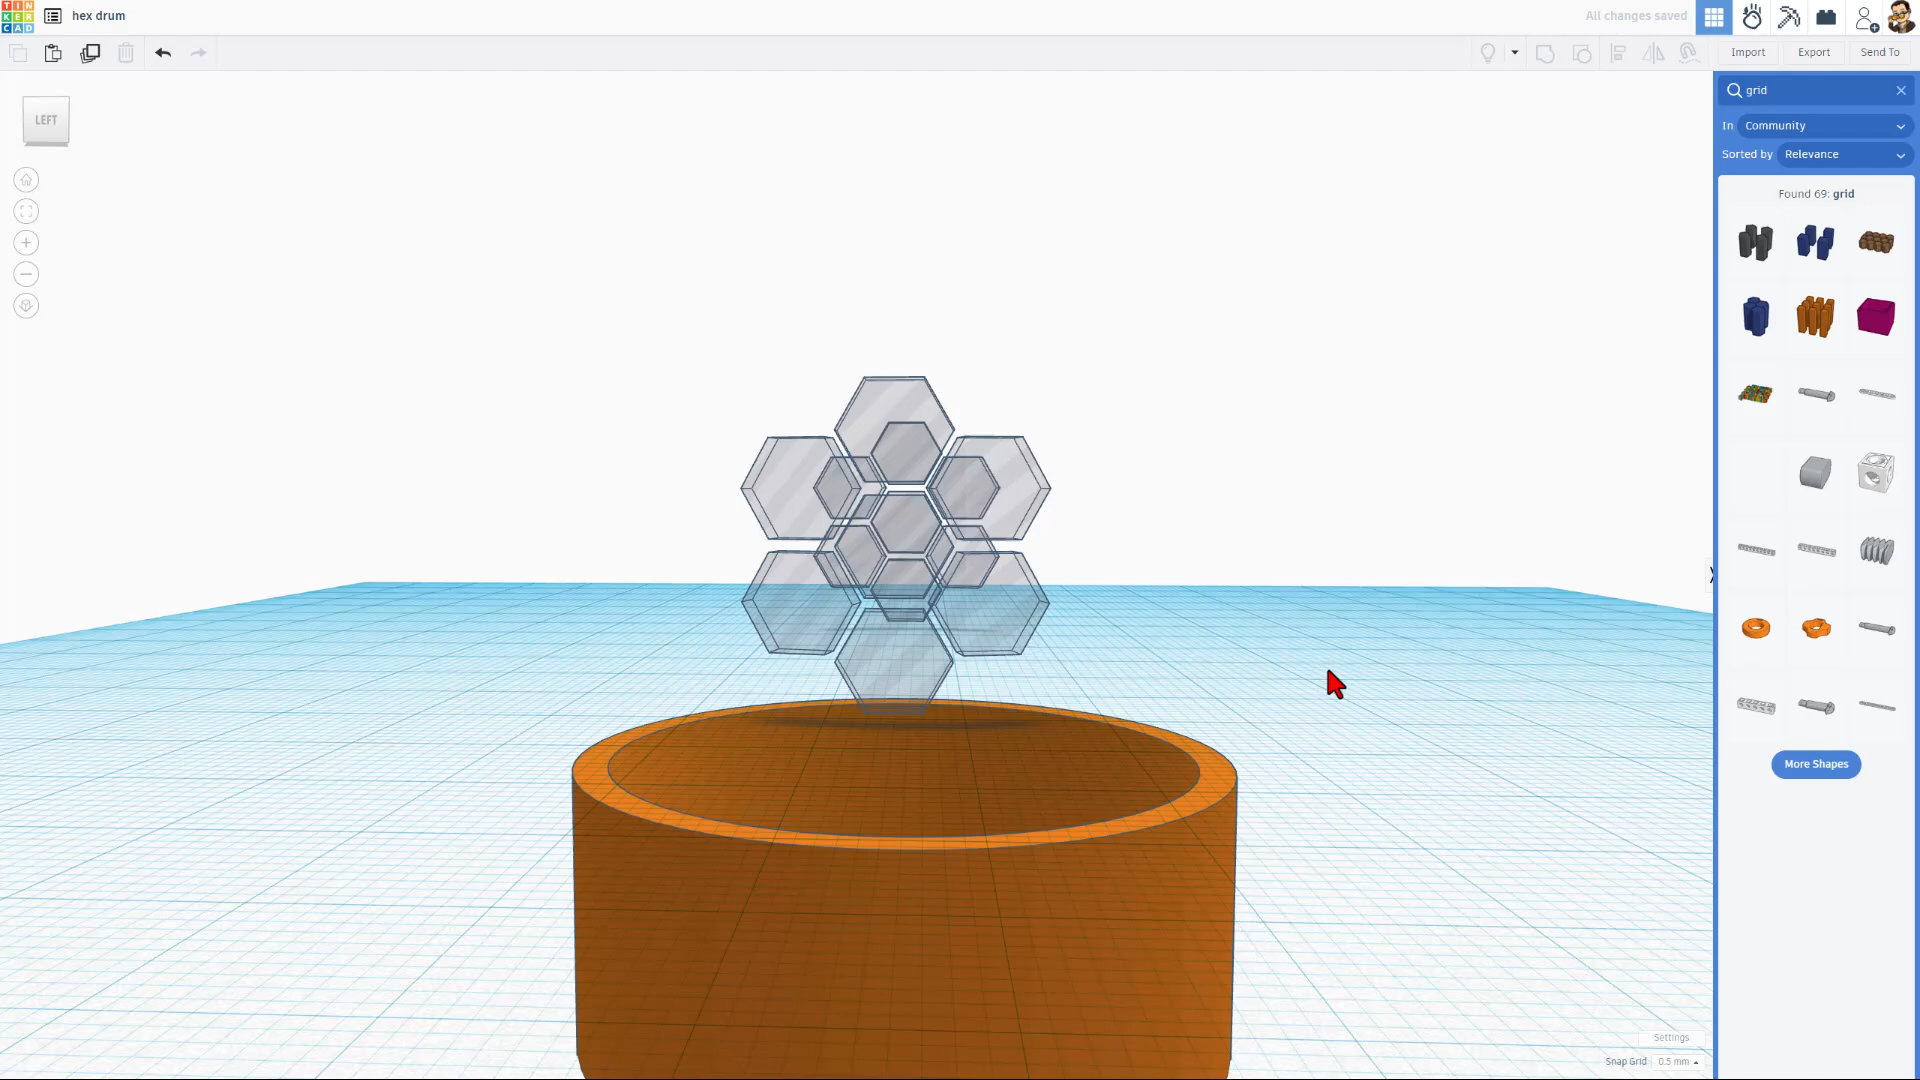 TIN
KER
CAD
hex drum
All changes saved
Import
Export
Send To
LEFT
grid
In
Community
Sorted by
Relevance
Found 69: grid
More Shapes
Settings
Snap Grid
0.5 mm